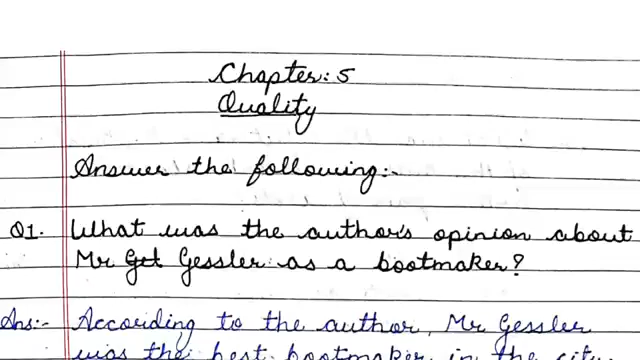 Chapter: 5
Quality
Answer the following:-
Q1. What was the author's opinion about
Mr Get Gessler as a bootmaker?
Ans:- According to the author, Mr Gessler
was the best bootmaker in the city.